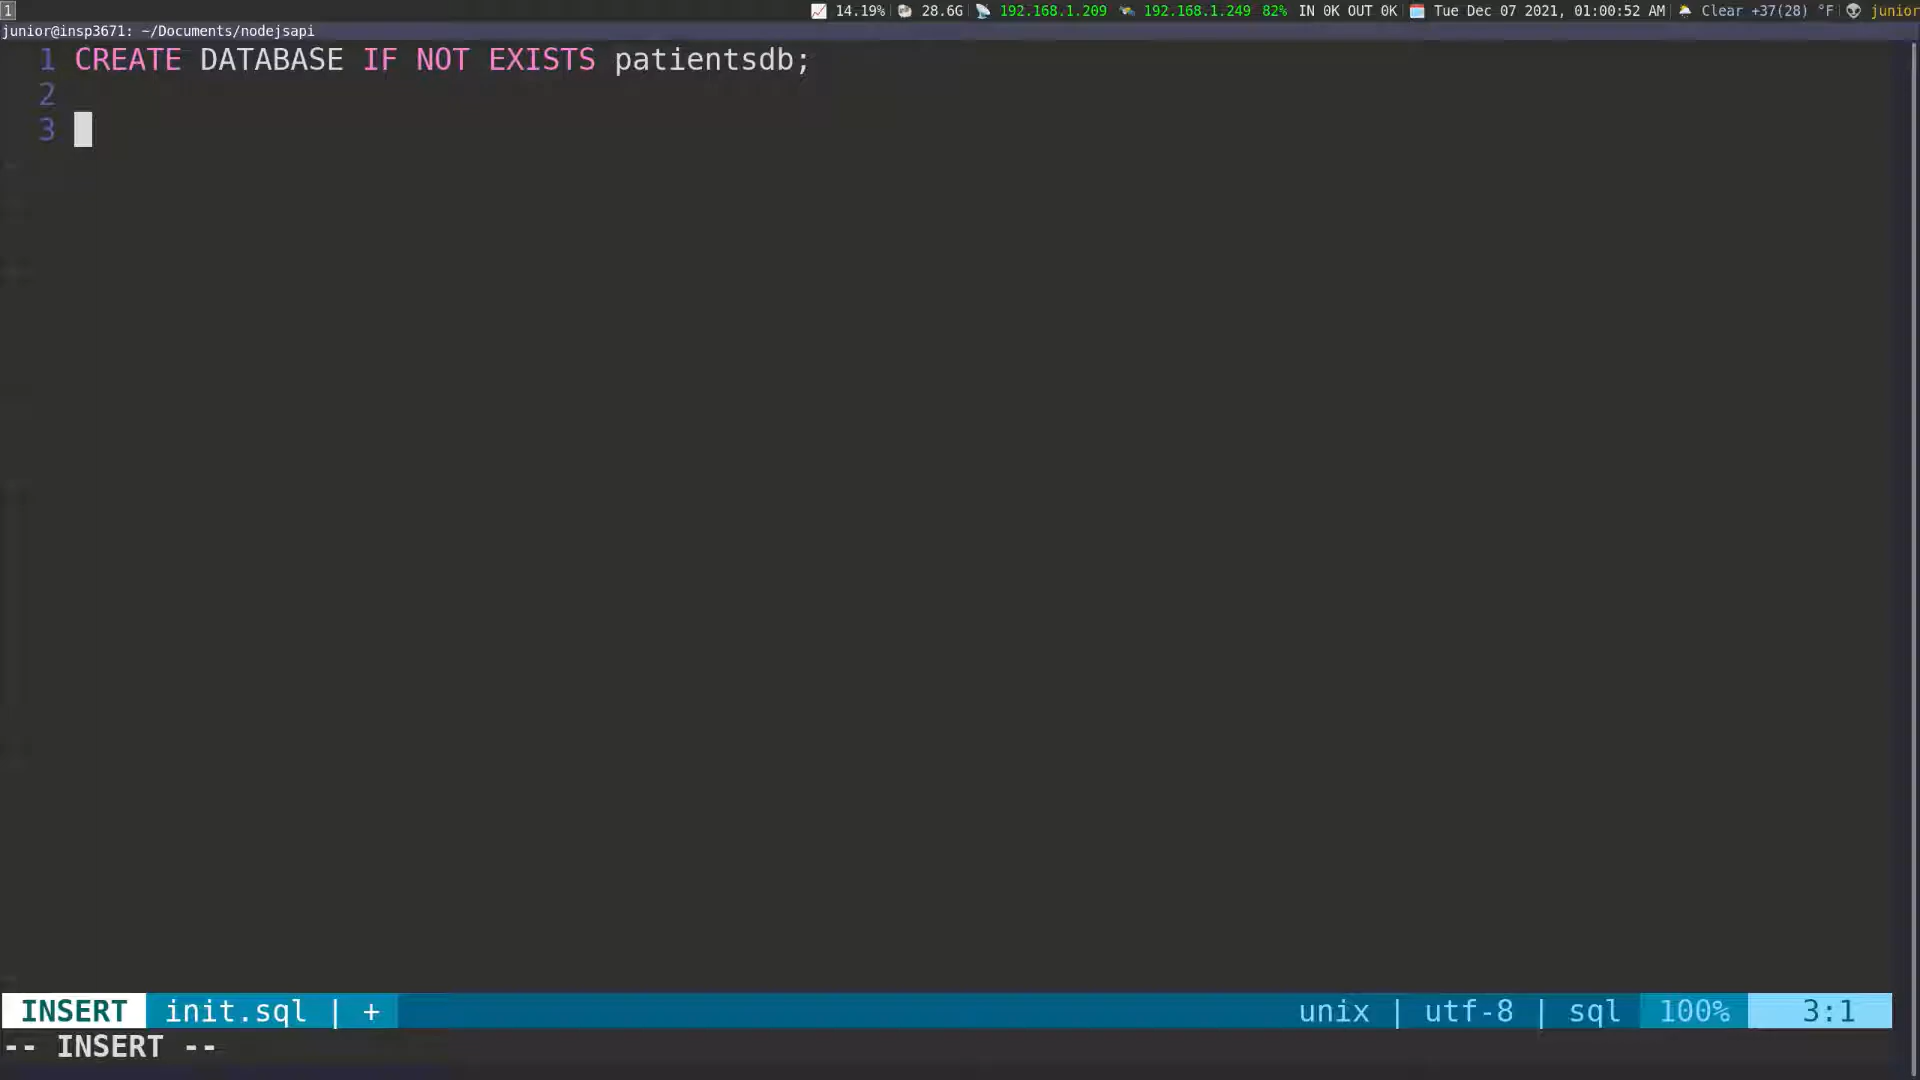 1 14.19% 28.6G 192.168.1.209 192.168.1.249 82% IN 0K OUT 0K Tue Dec 07 2021, 01:00:52 AM Clear +37(28) °F junior
junior@insp3671: ~/Documents/nodejsapi
1 CREATE DATABASE IF NOT EXISTS patientsdb;
2
3
INSERT init.sql | + unix | utf-8 | sql 100% 3:1
-- INSERT --